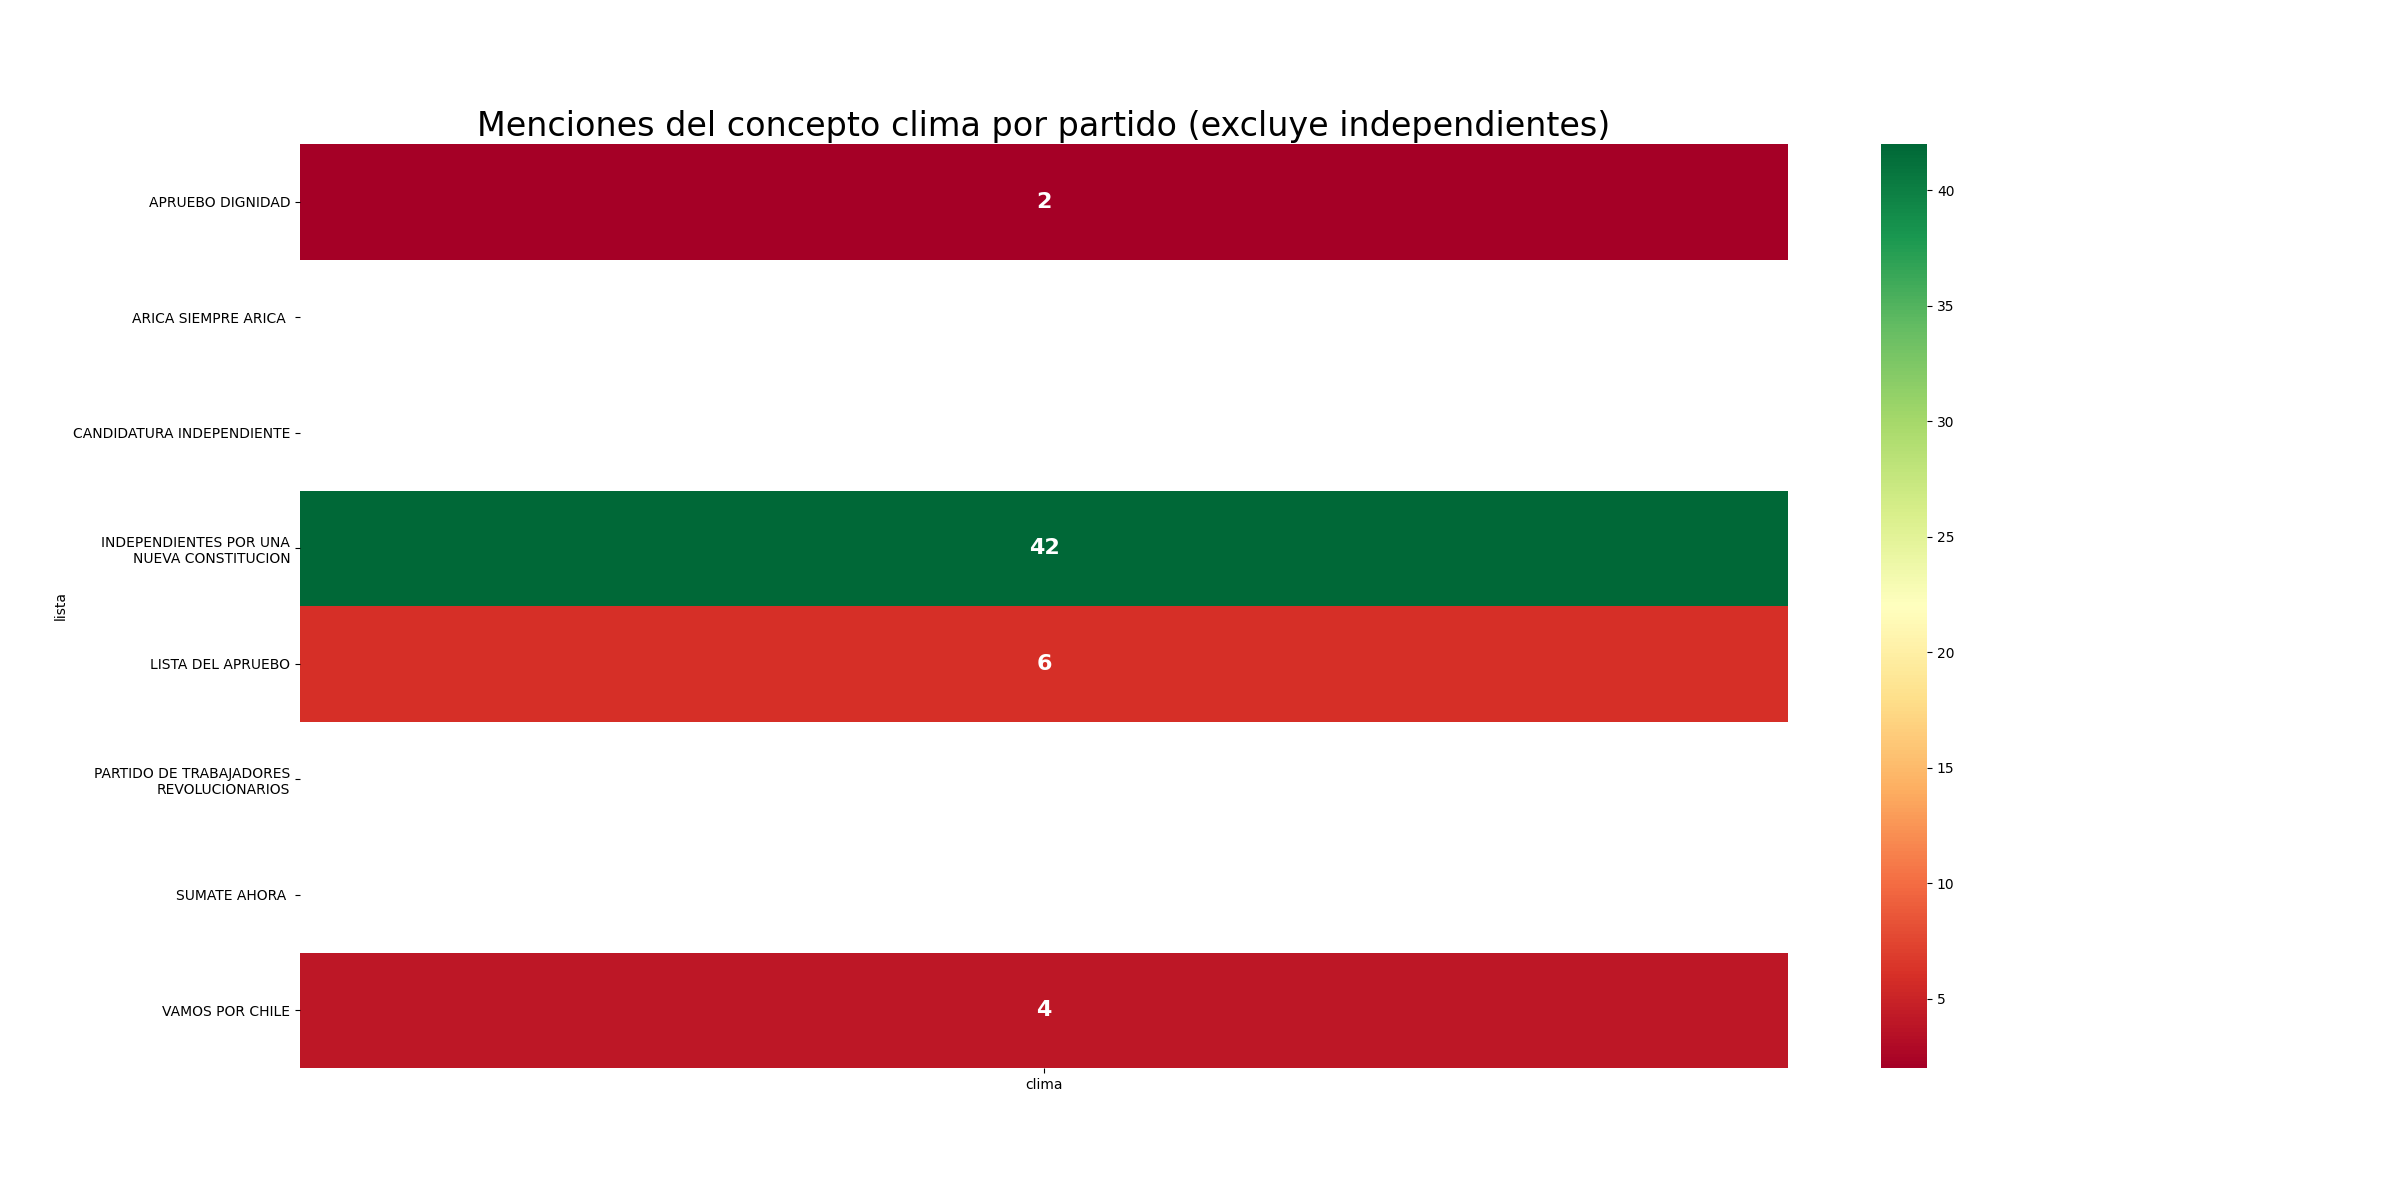 Menciones del concepto clima por partido (excluye independientes)
APRUEBO DIGNIDAD
2
ARICA SIEMPRE ARICA
CANDIDATURA INDEPENDIENTE
INDEPENDIENTES POR UNA
NUEVA CONSTITUCION
42
lista
LISTA DEL APRUEBO
6
PARTIDO DE TRABAJADORES
REVOLUCIONARIOS
SUMATE AHORA
VAMOS POR CHILE
4
clima
40
35
30
25
20
15
10
5